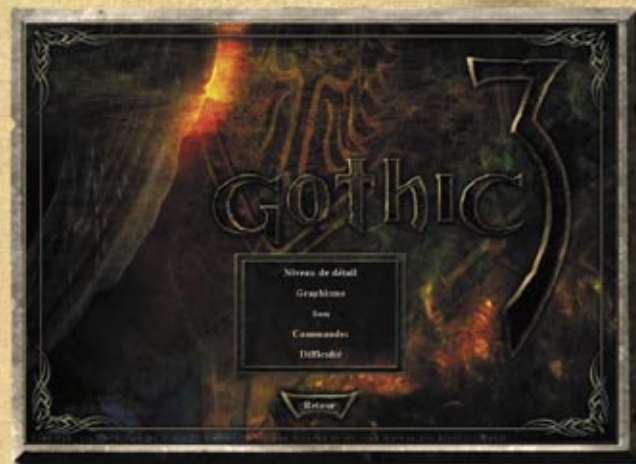 GOTHIC 3
Niveau de détail
Graphisme
Son
Commandes
Difficulté
Retour